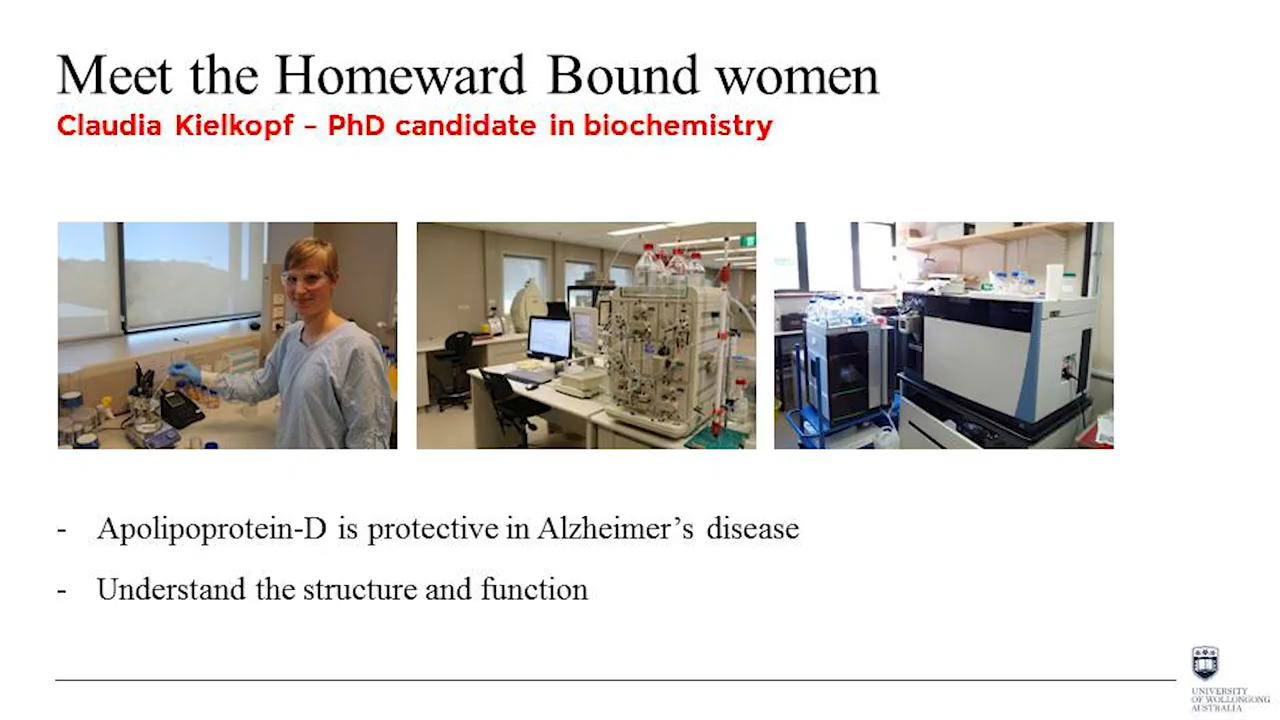 Meet the Homeward Bound women
Claudia Kielkopf – PhD candidate in biochemistry
- Apolipoprotein-D is protective in Alzheimer’s disease
- Understand the structure and function
UNIVERSITY
OF WOLLONGONG
AUSTRALIA